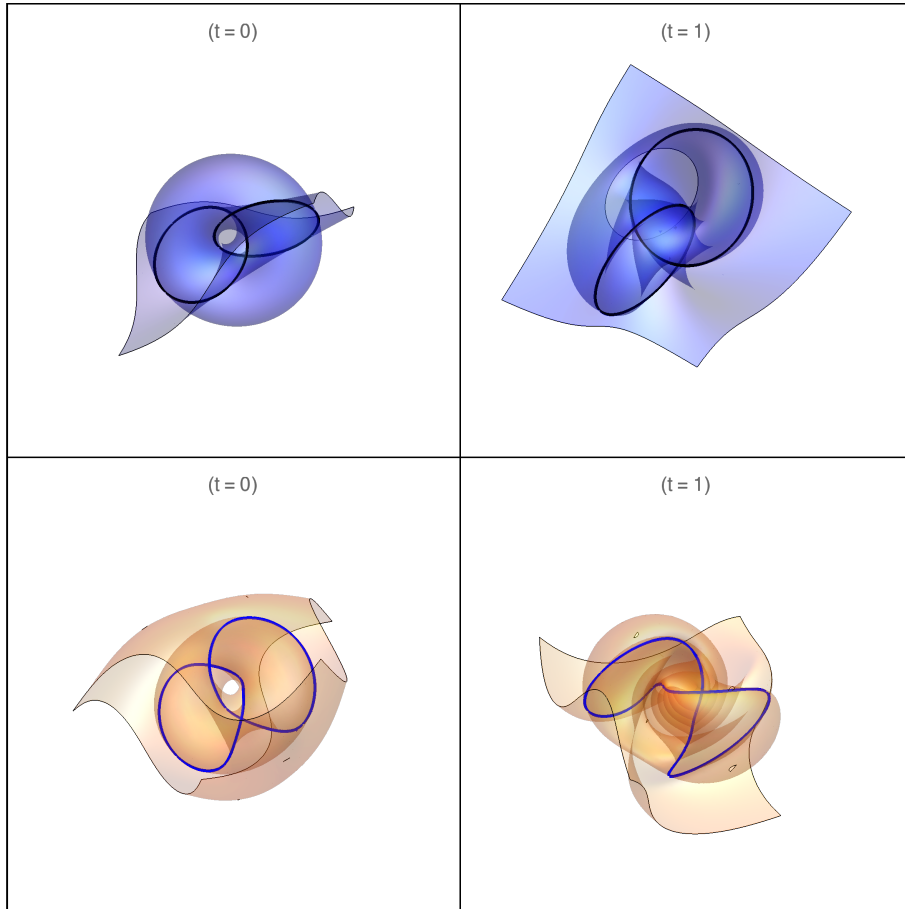 (t = 0)
(t = 1)
(t = 0)
(t = 1)